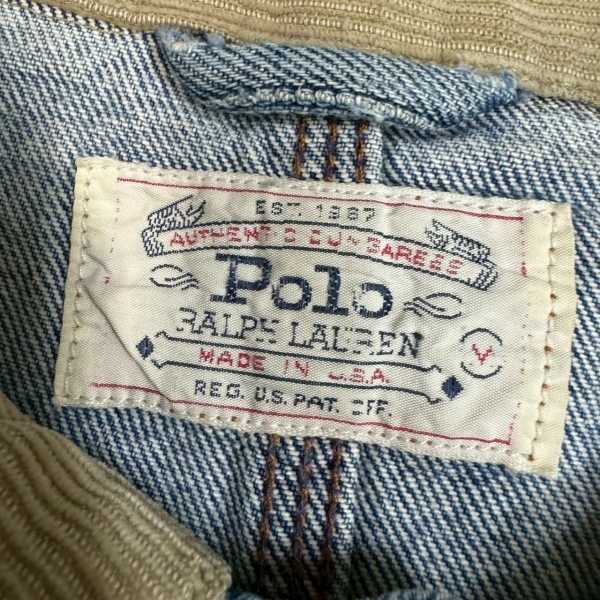 EST. 1967
AUTHENTIC DUNGAREES
Polo
RALPH LAUREN
MADE IN U.S.A.
V
REG. U.S. PAT. OFF.